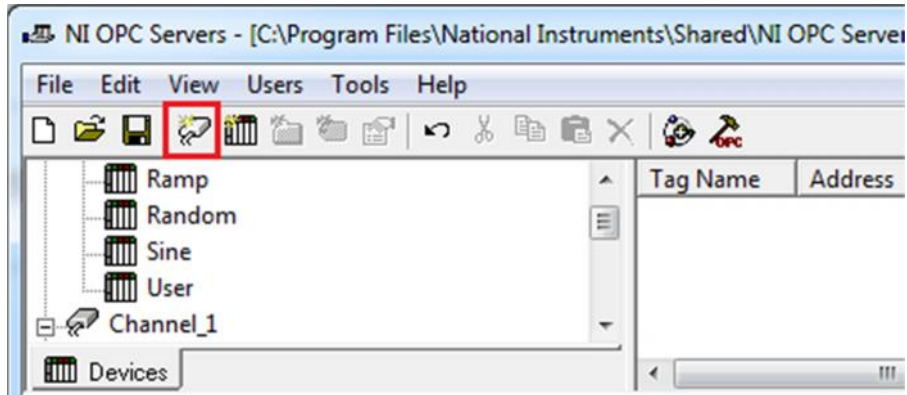 NI OPC Servers - [C:\Program Files\National Instruments\Shared\NI OPC Server
File Edit View Users Tools Help
OPC
Ramp
Random
Sine
User
Channel_1
Tag Name Address
Devices